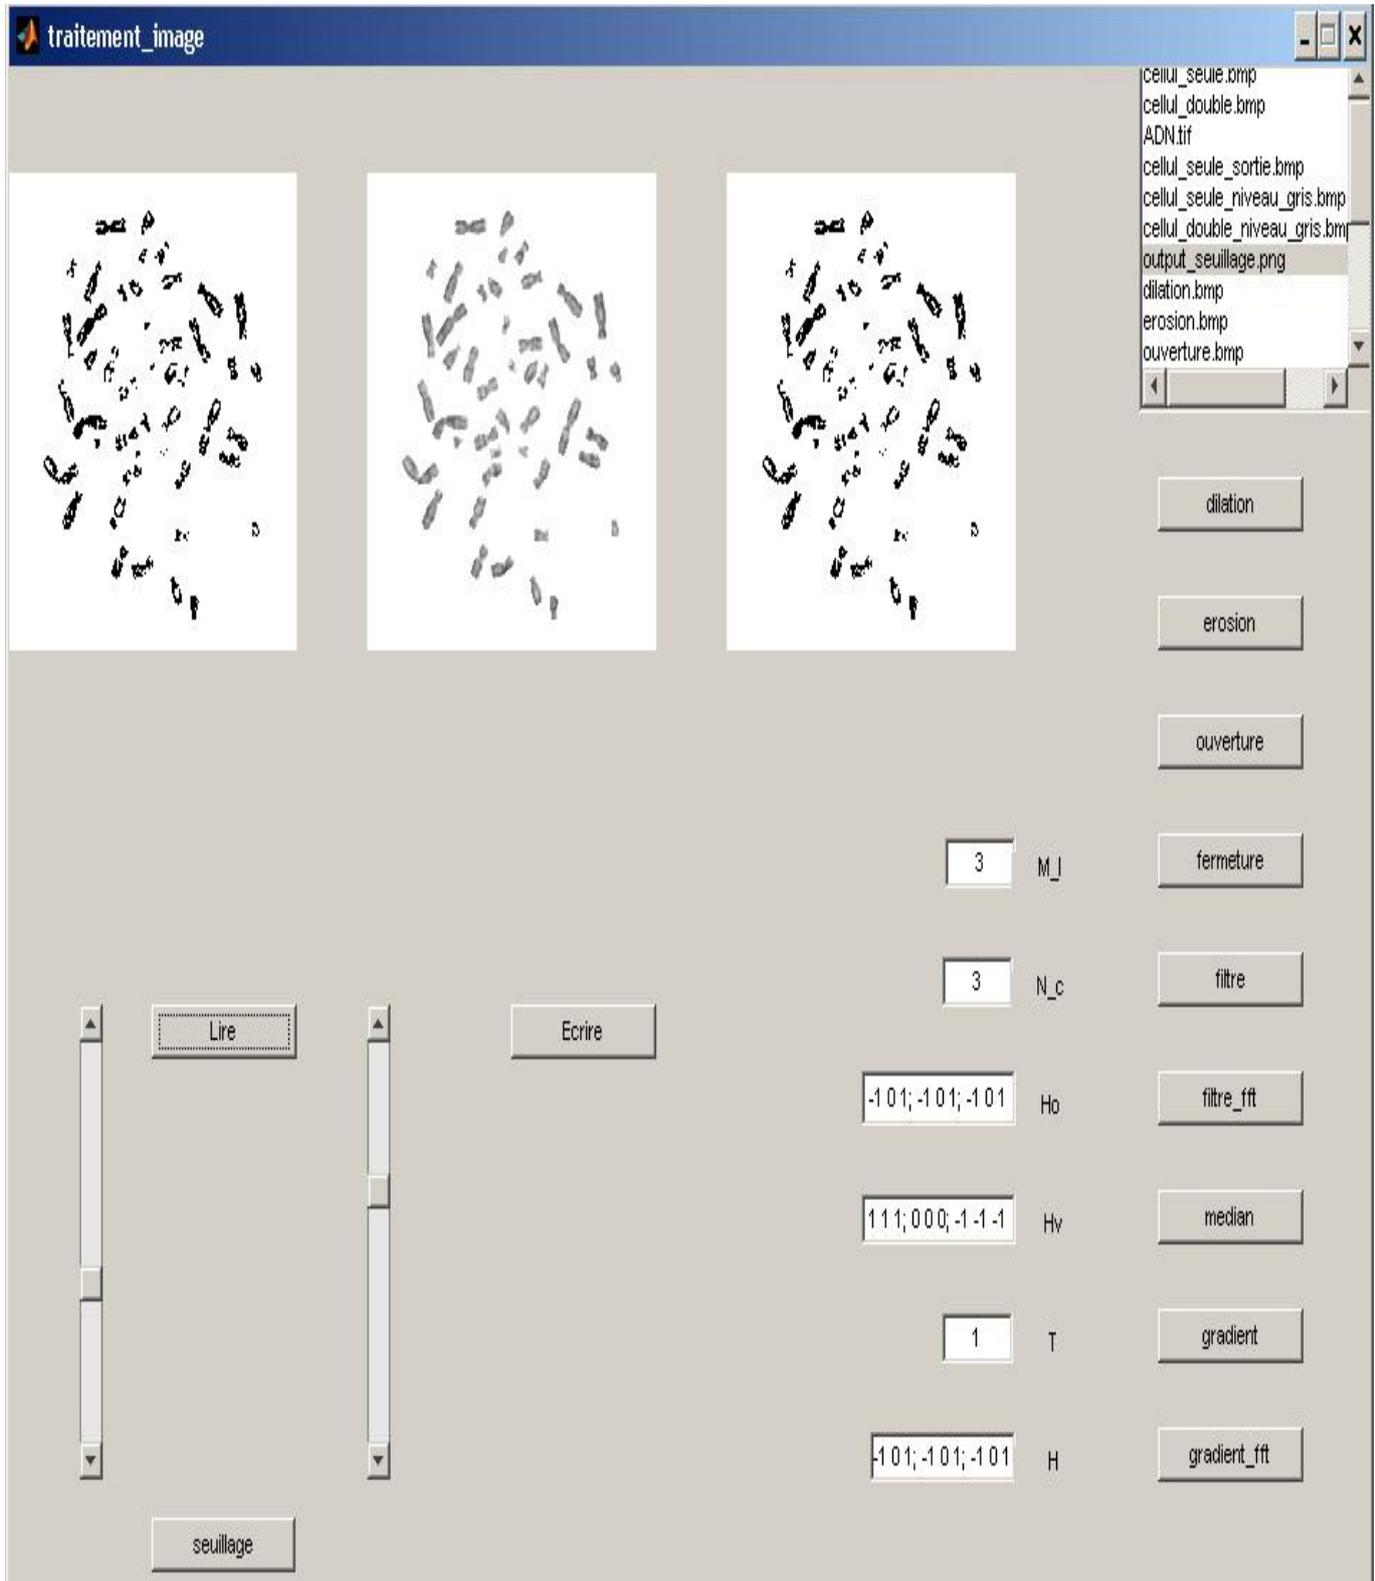 traitement_image
cellul_seule.bmp
cellul_double.bmp
ADN.tif
cellul_seule_sortie.bmp
cellul_seule_niveau_gris.bmp
cellul_double_niveau_gris.bmp
output_seuillage.png
dilation.bmp
erosion.bmp
ouverture.bmp
dilation
erosion
ouverture
3 M_l fermeture
3 N_c filtre
Lire Ecrire
-1 0 1; -1 0 1; -1 0 1 Ho filtre_fft
1 1 1; 0 0 0; -1 -1 -1 Hv median
1 T gradient
-1 0 1; -1 0 1; -1 0 1 H gradient_fft
seuillage